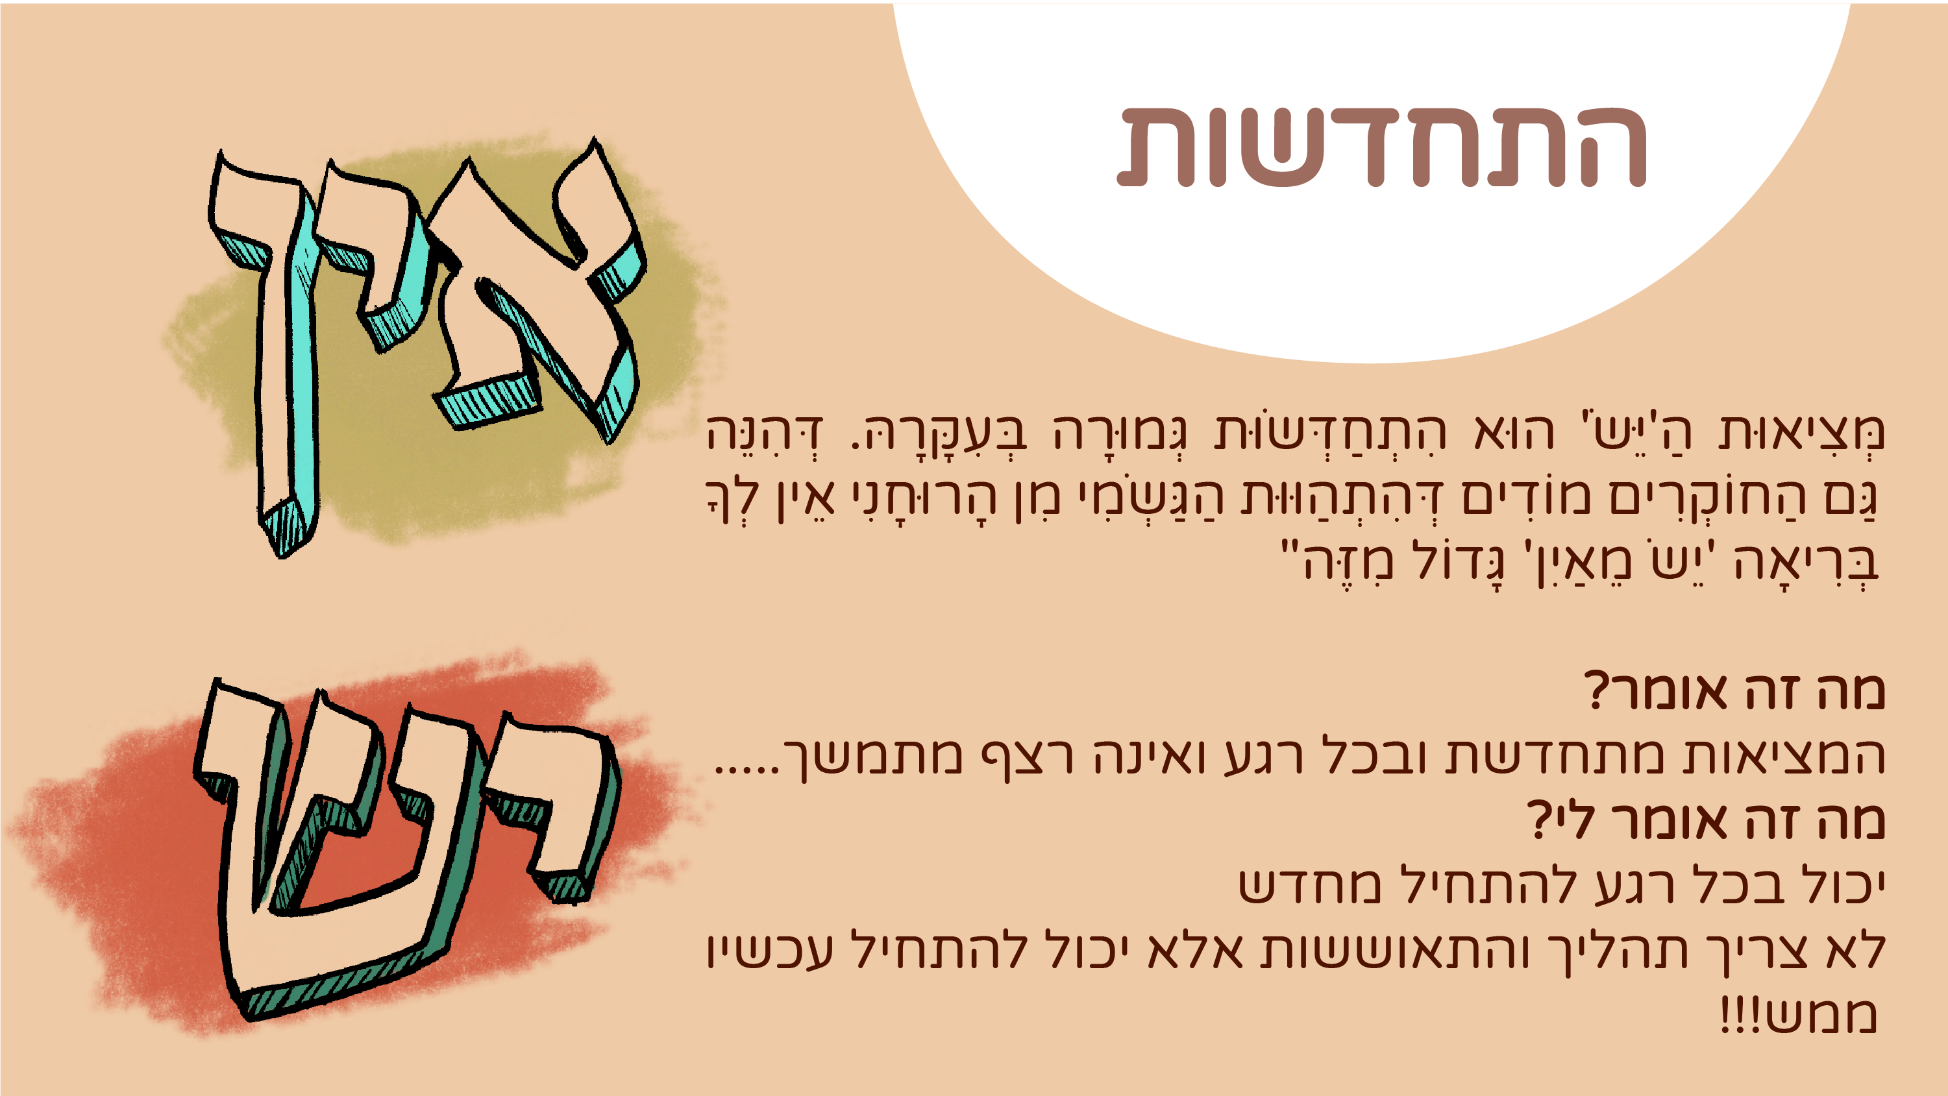 התחדשות
אין
מְּצִיאוּת הַ'יֵּשׁ' הוּא הִתְחַדְּשׁוּת גְּמוּרָה בְּעִקָּרָהּ. דְּהִנֵּה
גַּם הַחוֹקְרִים מוֹדִים דְּהִתְהַוּוּת הַגַּשְׁמִי מִן הָרוּחָנִי אֵין לְךָ
בְּרִיאָה 'יֵשׁ מֵאַיִן' גָּדוֹל מִזֶּה"
יש
מה זה אומר?
המציאות מתחדשת ובכל רגע ואינה רצף מתמשך.....
מה זה אומר לי?
יכול בכל רגע להתחיל מחדש
לא צריך תהליך והתאוששות אלא יכול להתחיל עכשיו
ממש!!!